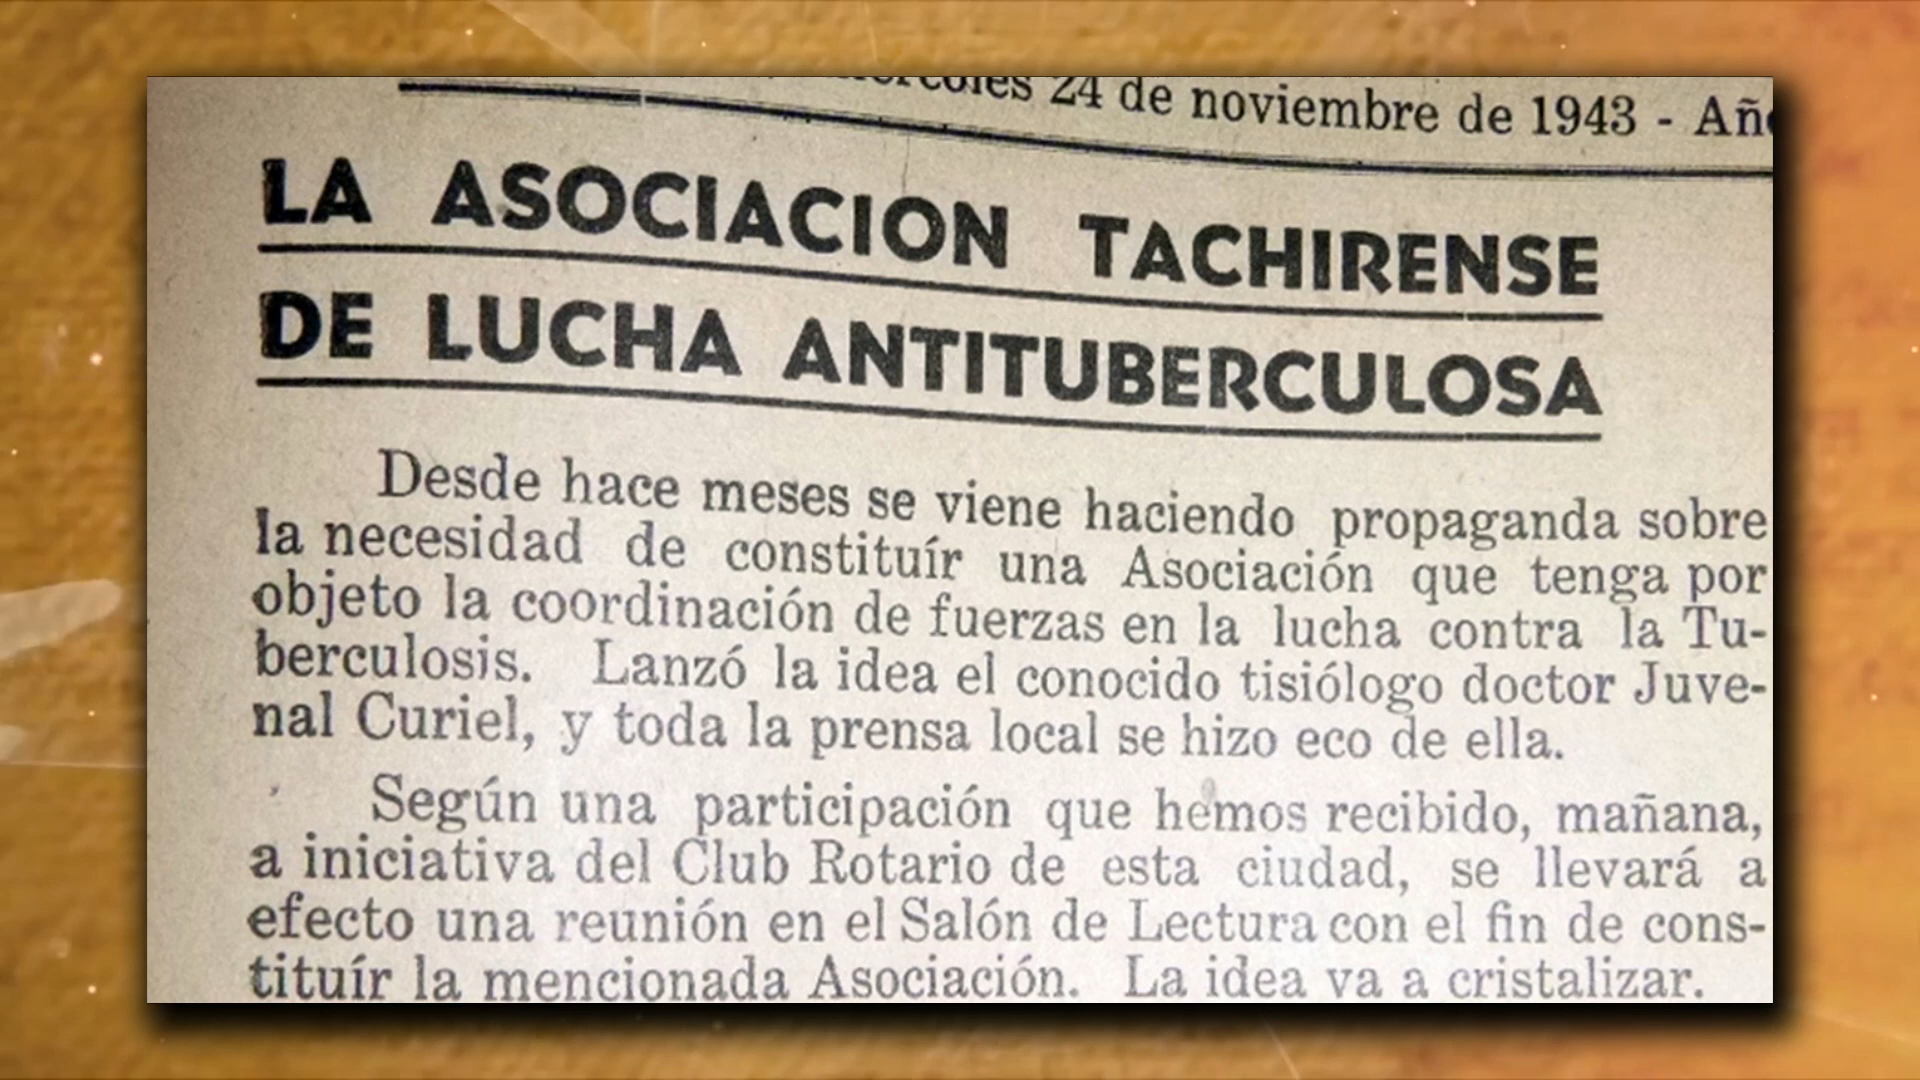 24 de noviembre de 1943 -
LA ASOCIACION TACHIRENSE
DE LUCHA ANTITUBERCULOSA
Desde hace meses se viene haciendo propaganda sobre
la necesidad de constituír una Asociación que tenga por
objeto la coordinación de fuerzas en la lucha contra la Tu-
berculosis. Lanzó la idea el conocido tisiólogo doctor Juve-
nal Curiel, y toda la prensa local se hizo eco de ella.
Según una participación que hemos recibido, mañana,
a iniciativa del Club Rotario de esta ciudad, se llevará a
efecto una reunión en el Salón de Lectura con el fin de cons-
tituír la mencionada Asociación. La idea va a cristalizar.